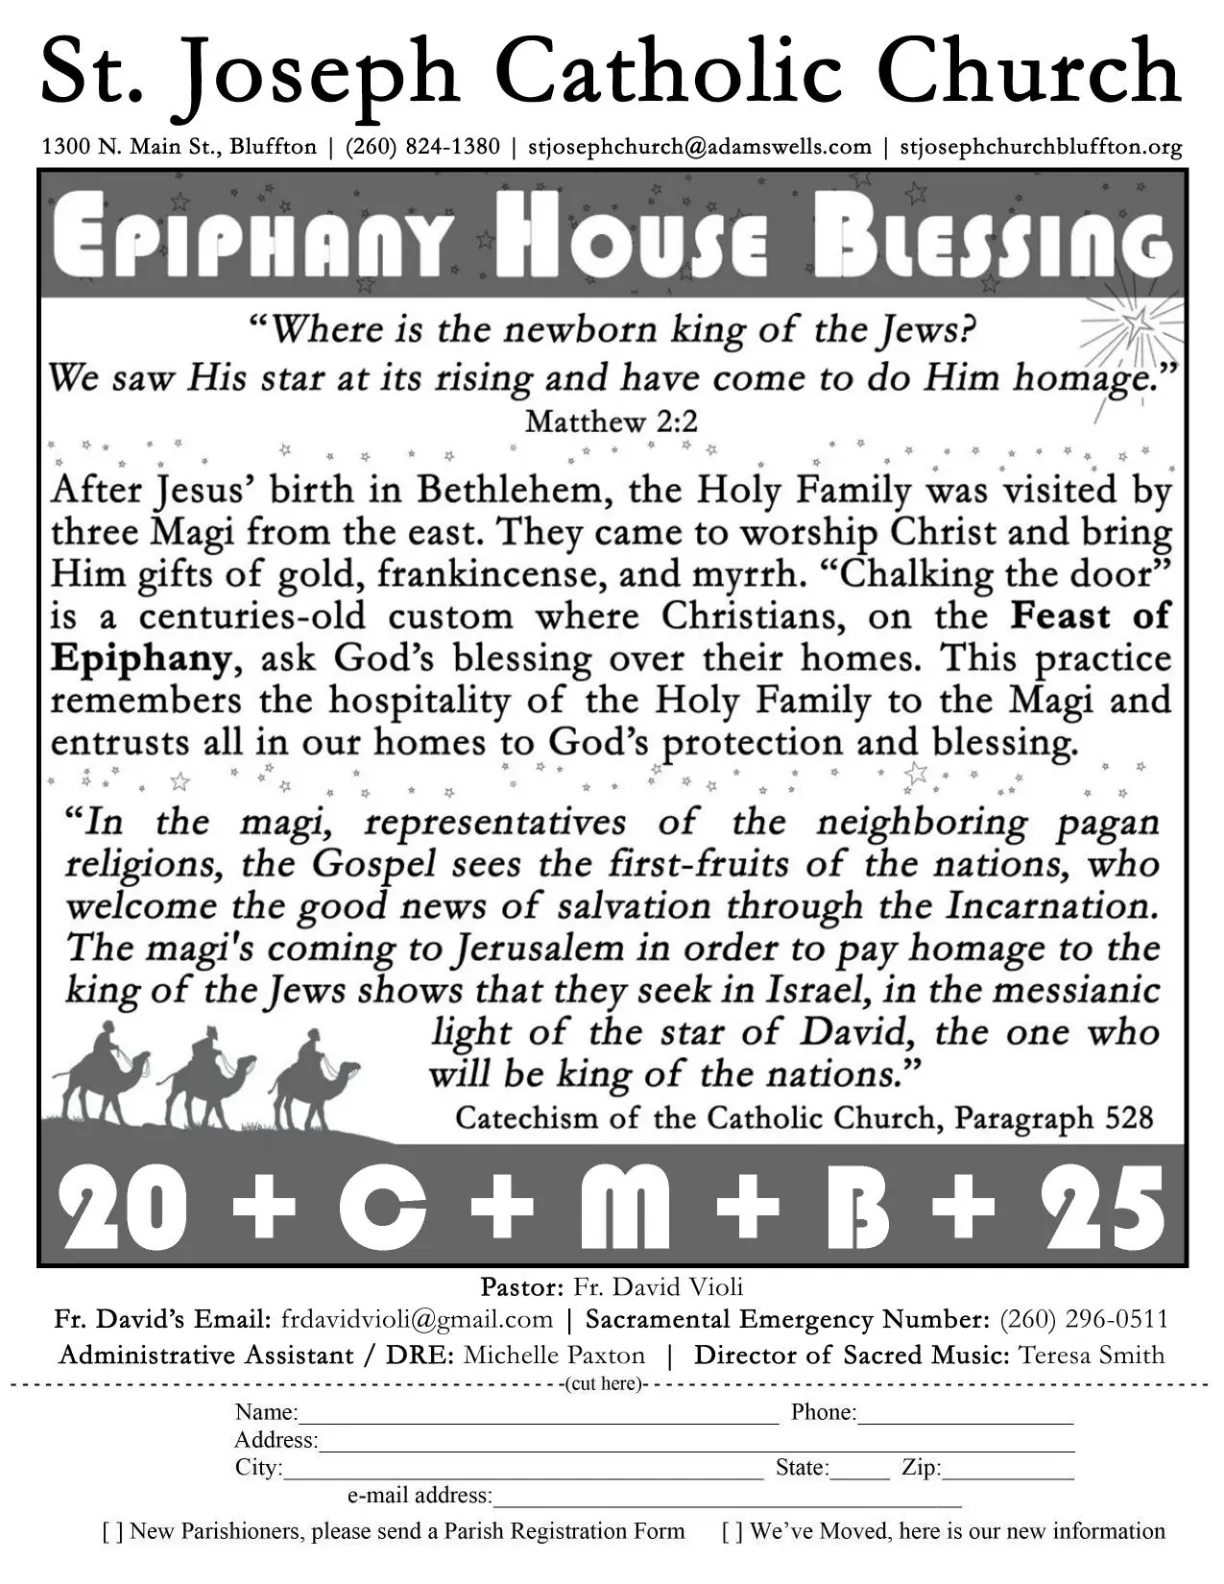 St. Joseph Catholic Church
1300 N. Main St., Bluffton | (260) 824-1380 | stjosephchurch@adamswells.com | stjosephchurchbluffton.org
EPIPHANY HOUSE BLESSING
“Where is the newborn king of the Jews?
We saw His star at its rising and have come to do Him homage.”
Matthew 2:2
After Jesus’ birth in Bethlehem, the Holy Family was visited by
three Magi from the east. They came to worship Christ and bring
Him gifts of gold, frankincense, and myrrh. “Chalking the door”
is a centuries-old custom where Christians, on the Feast of
Epiphany, ask God’s blessing over their homes. This practice
remembers the hospitality of the Holy Family to the Magi and
entrusts all in our homes to God’s protection and blessing.
“In the magi, representatives of the neighboring pagan
religions, the Gospel sees the first-fruits of the nations, who
welcome the good news of salvation through the Incarnation.
The magi's coming to Jerusalem in order to pay homage to the
king of the Jews shows that they seek in Israel, in the messianic
light of the star of David, the one who
will be king of the nations.”
Catechism of the Catholic Church, Paragraph 528
20 + C + M + B + 25
Pastor: Fr. David Violi
Fr. David’s Email: frdavidvioli@gmail.com | Sacramental Emergency Number: (260) 296-0511
Administrative Assistant / DRE: Michelle Paxton | Director of Sacred Music: Teresa Smith
(cut here)
Name: Phone:
Address:
City: State: Zip:
e-mail address:
[ ] New Parishioners, please send a Parish Registration Form [ ] We’ve Moved, here is our new information